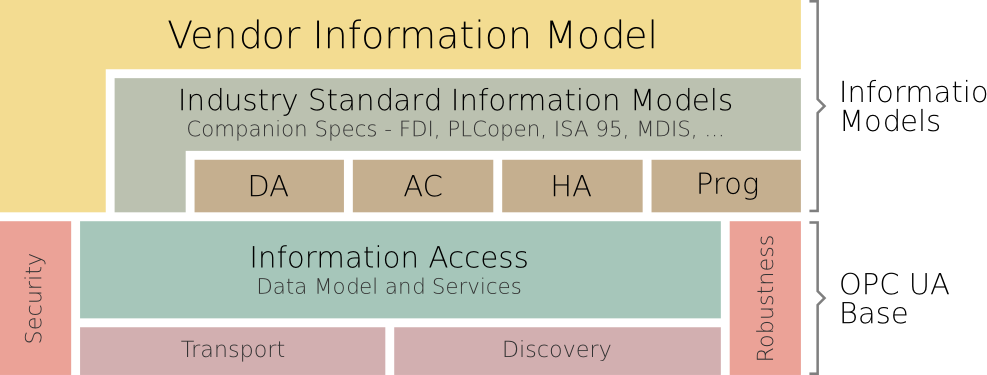 Vendor Information Model
Industry Standard Information Models
Companion Specs - FDI, PLCopen, ISA 95, MDIS, ...
DA
AC
HA
Prog
Informatio
Models
Security
Information Access
Data Model and Services
Robustness
Transport
Discovery
OPC UA
Base